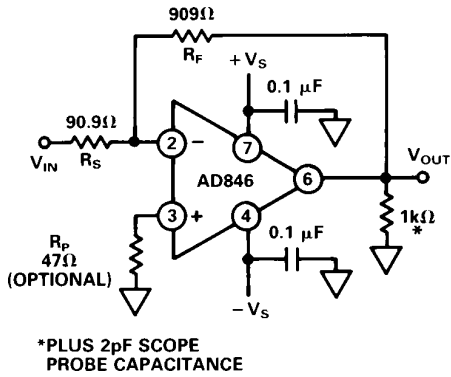 909Ω
R_F
+V_S
0.1 μF
90.9Ω
V_IN
R_S
2
−
7
AD846
6
V_OUT
3
+
4
1kΩ
*
R_P
47Ω
(OPTIONAL)
0.1 μF
−V_S
*PLUS 2pF SCOPE
PROBE CAPACITANCE